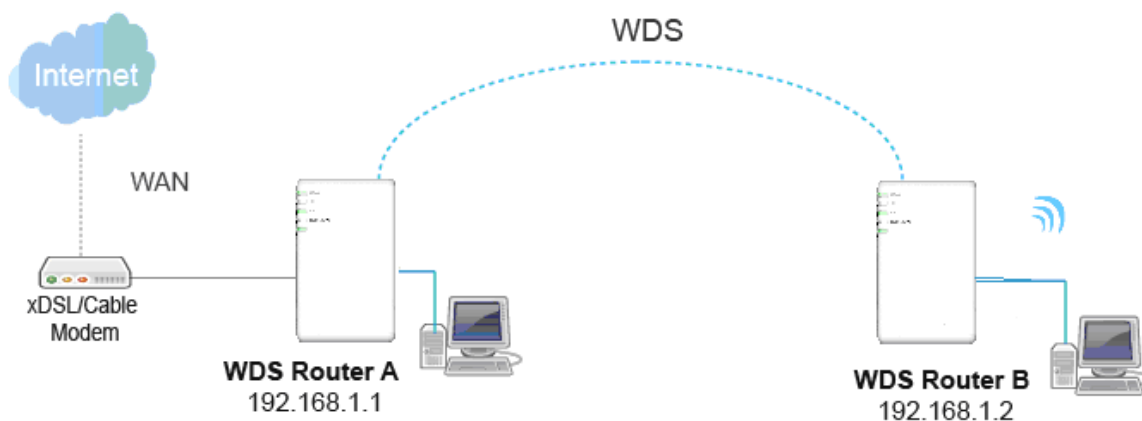 WDS
Internet
WAN
xDSL/Cable
Modem
WDS Router A
192.168.1.1
WDS Router B
192.168.1.2